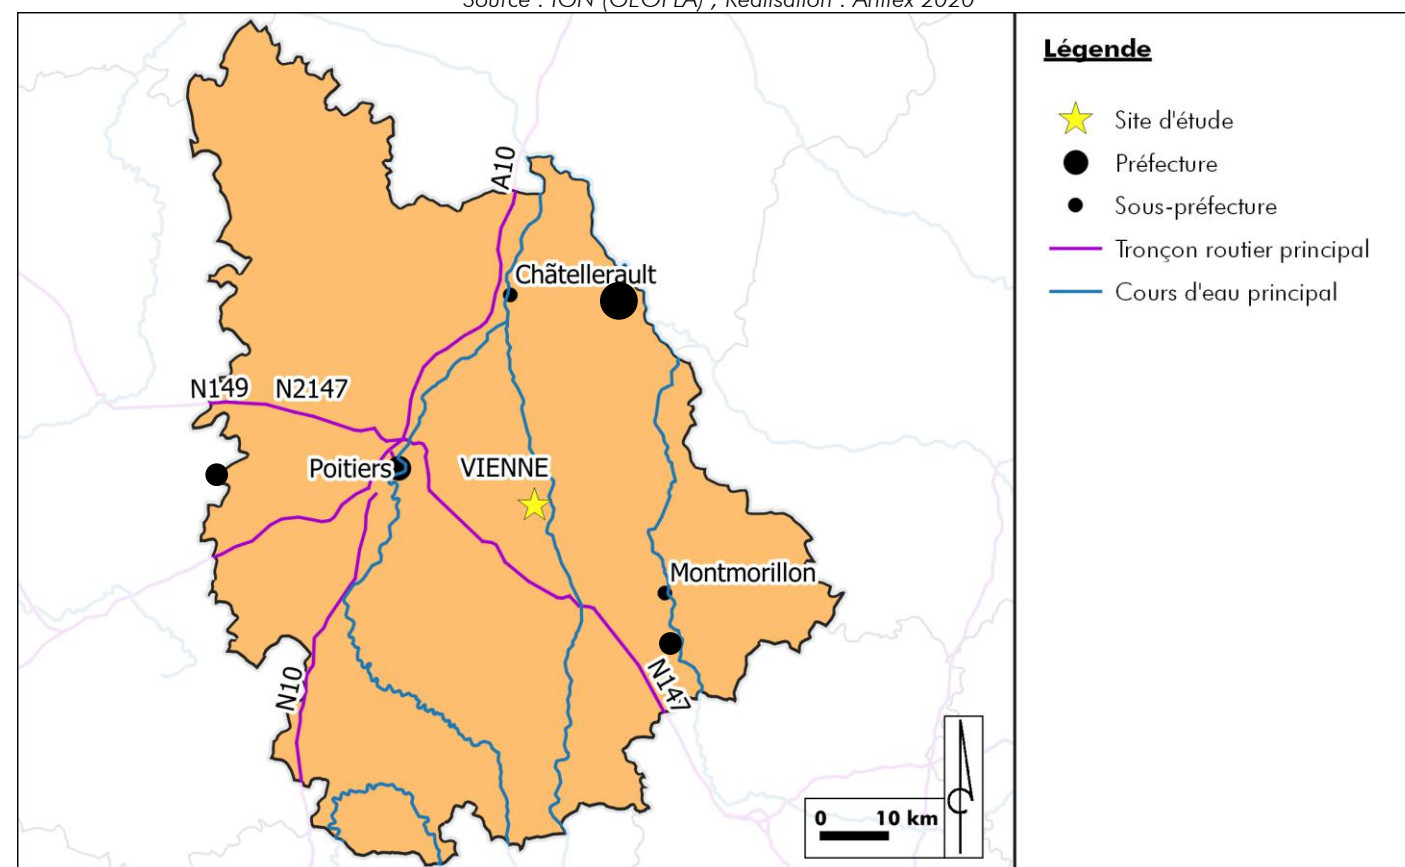 Source : IGN (GEOFLA) ; Réalisation : Artifex 2020
Légende
Site d'étude
Préfecture
Sous-préfecture
Tronçon routier principal
Cours d'eau principal
A10
Chãtellerault
N149 N2147
Poitiers
VIENNE
Montmorillon
N10
N147
0 10 km